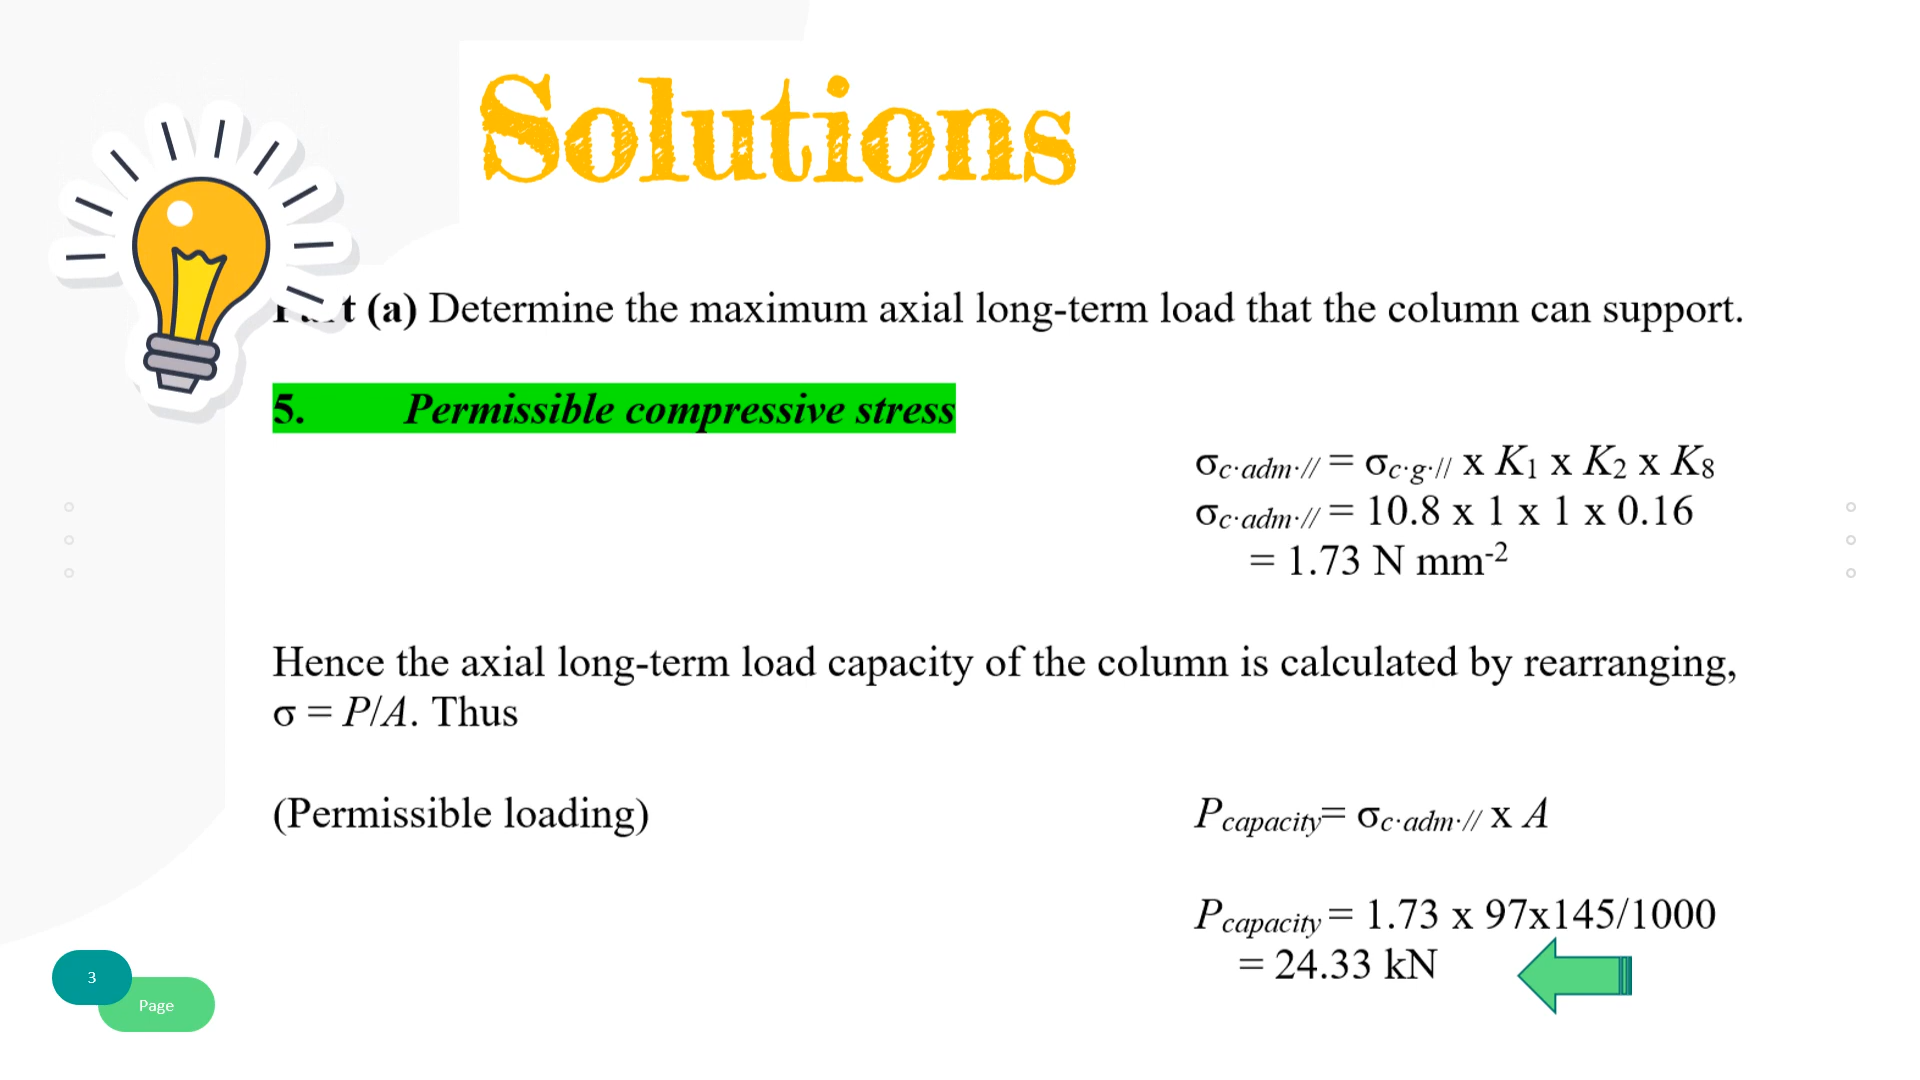 Solutions
t (a) Determine the maximum axial long-term load that the column can support.
5. Permissible compressive stress
σc·adm·// = σc·g·// x K1 x K2 x K8
σc·adm·// = 10.8 x 1 x 1 x 0.16
= 1.73 N mm-2
Hence the axial long-term load capacity of the column is calculated by rearranging,
σ = P/A. Thus
(Permissible loading) Pcapacity= σc·adm·// x A
Pcapacity = 1.73 x 97x145/1000
= 24.33 kN
3
Page